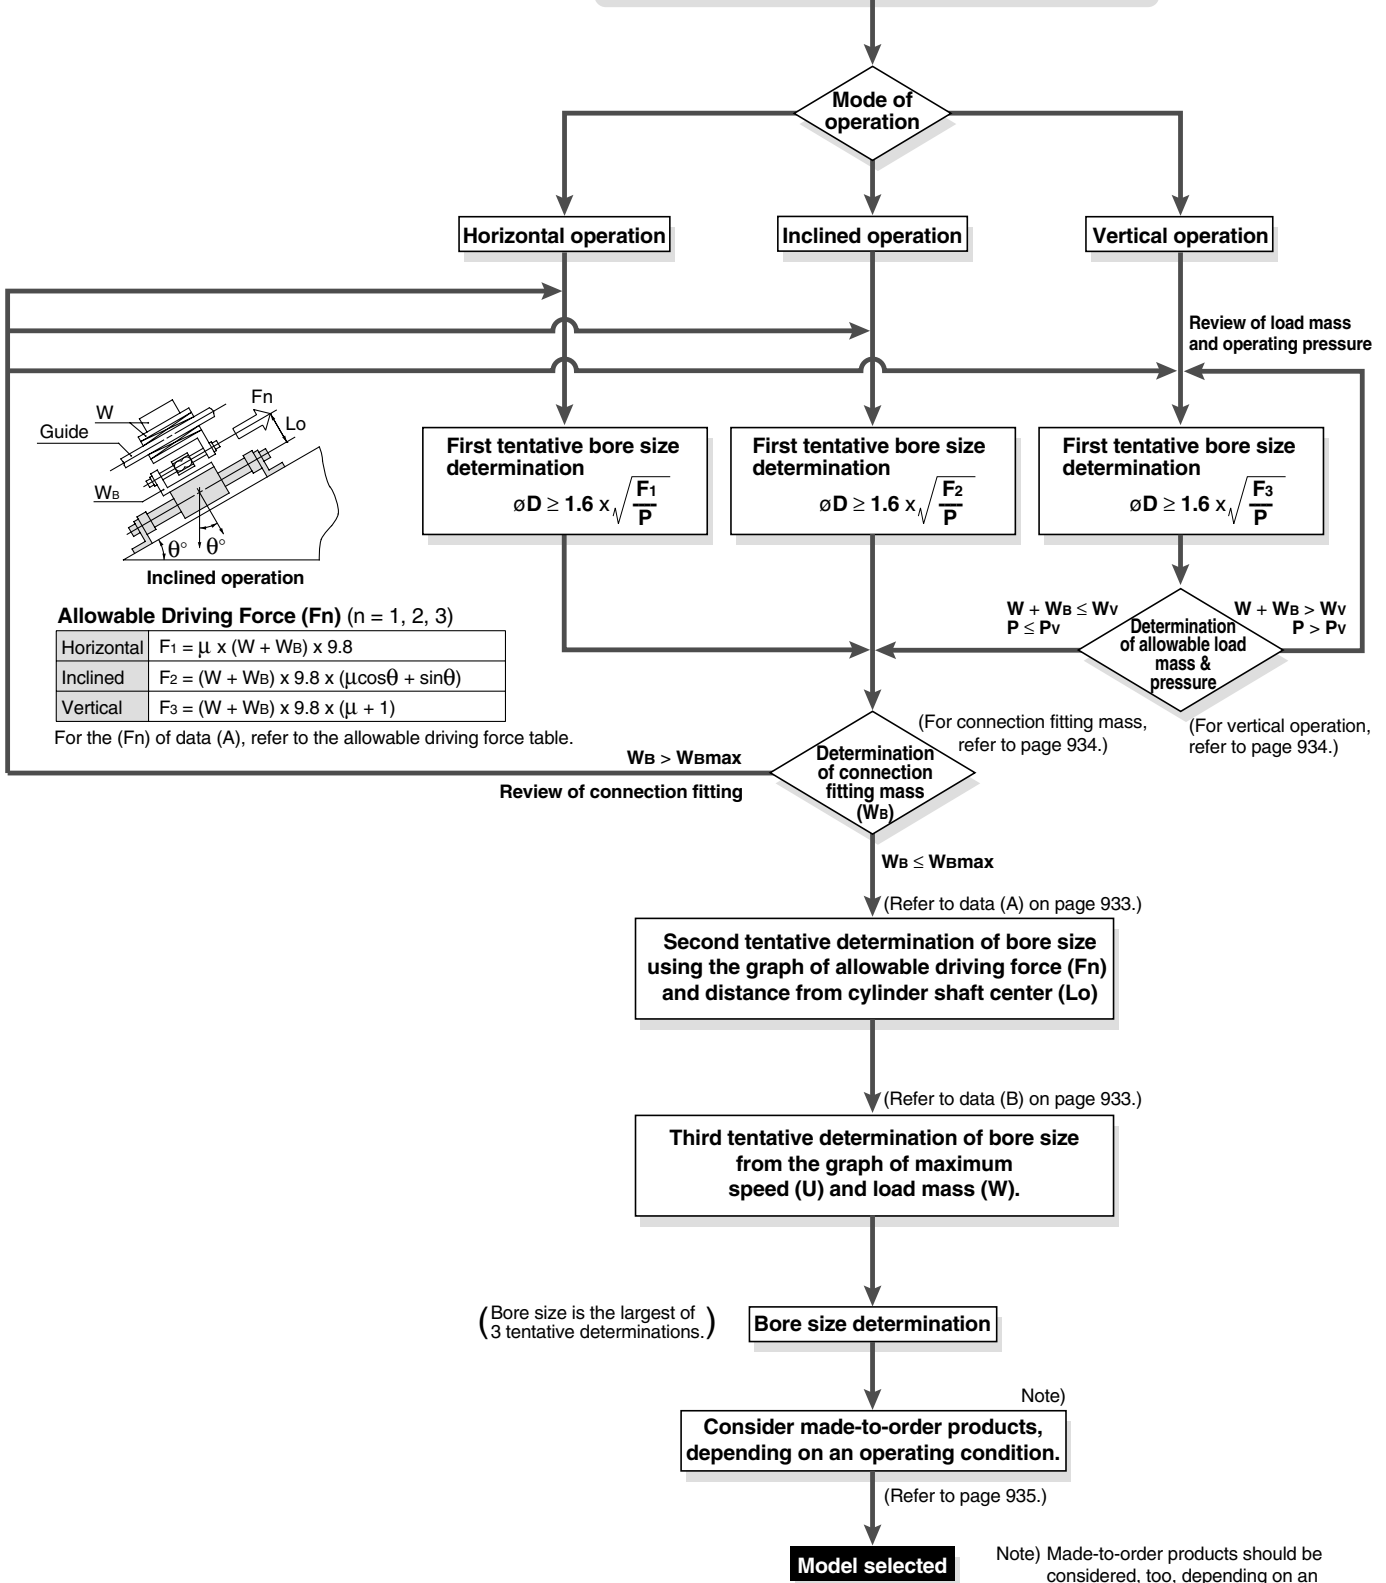 Mode of
operation
Horizontal operation
Inclined operation
Vertical operation
Review of load mass
and operating pressure
W
Guide
WB
Fn
Lo
θ° θ°
Inclined operation
First tentative bore size
determination
øD ≥ 1.6 x √ F1 / P
First tentative bore size
determination
øD ≥ 1.6 x √ F2 / P
First tentative bore size
determination
øD ≥ 1.6 x √ F3 / P
Allowable Driving Force (Fn) (n = 1, 2, 3)
Horizontal F1 = μ x (W + WB) x 9.8
Inclined F2 = (W + WB) x 9.8 x (μcosθ + sinθ)
Vertical F3 = (W + WB) x 9.8 x (μ + 1)
For the (Fn) of data (A), refer to the allowable driving force table.
W + WB ≤ WV
P ≤ PV
Determination
of allowable load
mass &
pressure
W + WB > WV
P > PV
(For vertical operation,
refer to page 934.)
(For connection fitting mass,
refer to page 934.)
Determination
of connection
fitting mass
(WB)
WB > WBmax
Review of connection fitting
WB ≤ WBmax
(Refer to data (A) on page 933.)
Second tentative determination of bore size
using the graph of allowable driving force (Fn)
and distance from cylinder shaft center (Lo)
(Refer to data (B) on page 933.)
Third tentative determination of bore size
from the graph of maximum
speed (U) and load mass (W).
(Bore size is the largest of
3 tentative determinations.)
Bore size determination
Note)
Consider made-to-order products,
depending on an operating condition.
(Refer to page 935.)
Model selected
Note) Made-to-order products should be
considered, too, depending on an